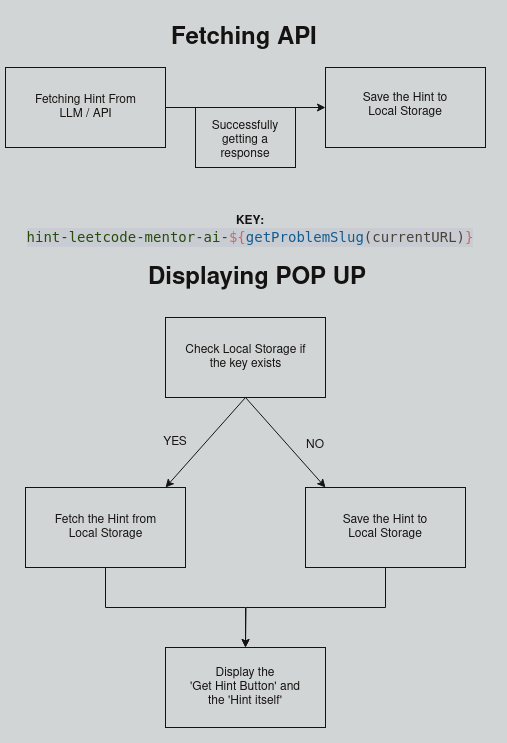 Fetching API
Fetching Hint From
LLM / API
Successfully
getting a
response
Save the Hint to
Local Storage
KEY:
hint-leetcode-mentor-ai-${getProblemSlug(currentURL)}
Displaying POP UP
Check Local Storage if
the key exists
YES
NO
Fetch the Hint from
Local Storage
Save the Hint to
Local Storage
Display the
'Get Hint Button' and
the 'Hint itself'